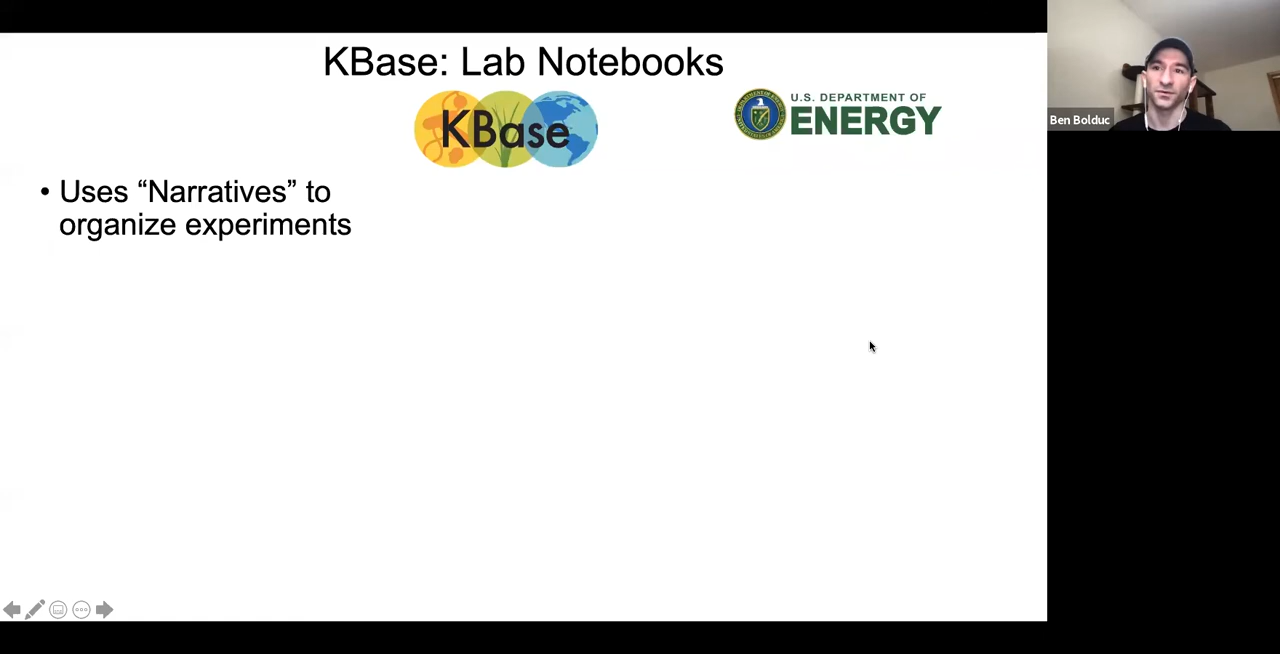 KBase: Lab Notebooks
KBase
U.S. DEPARTMENT OF
ENERGY
• Uses “Narratives” to
organize experiments
Ben Bolduc